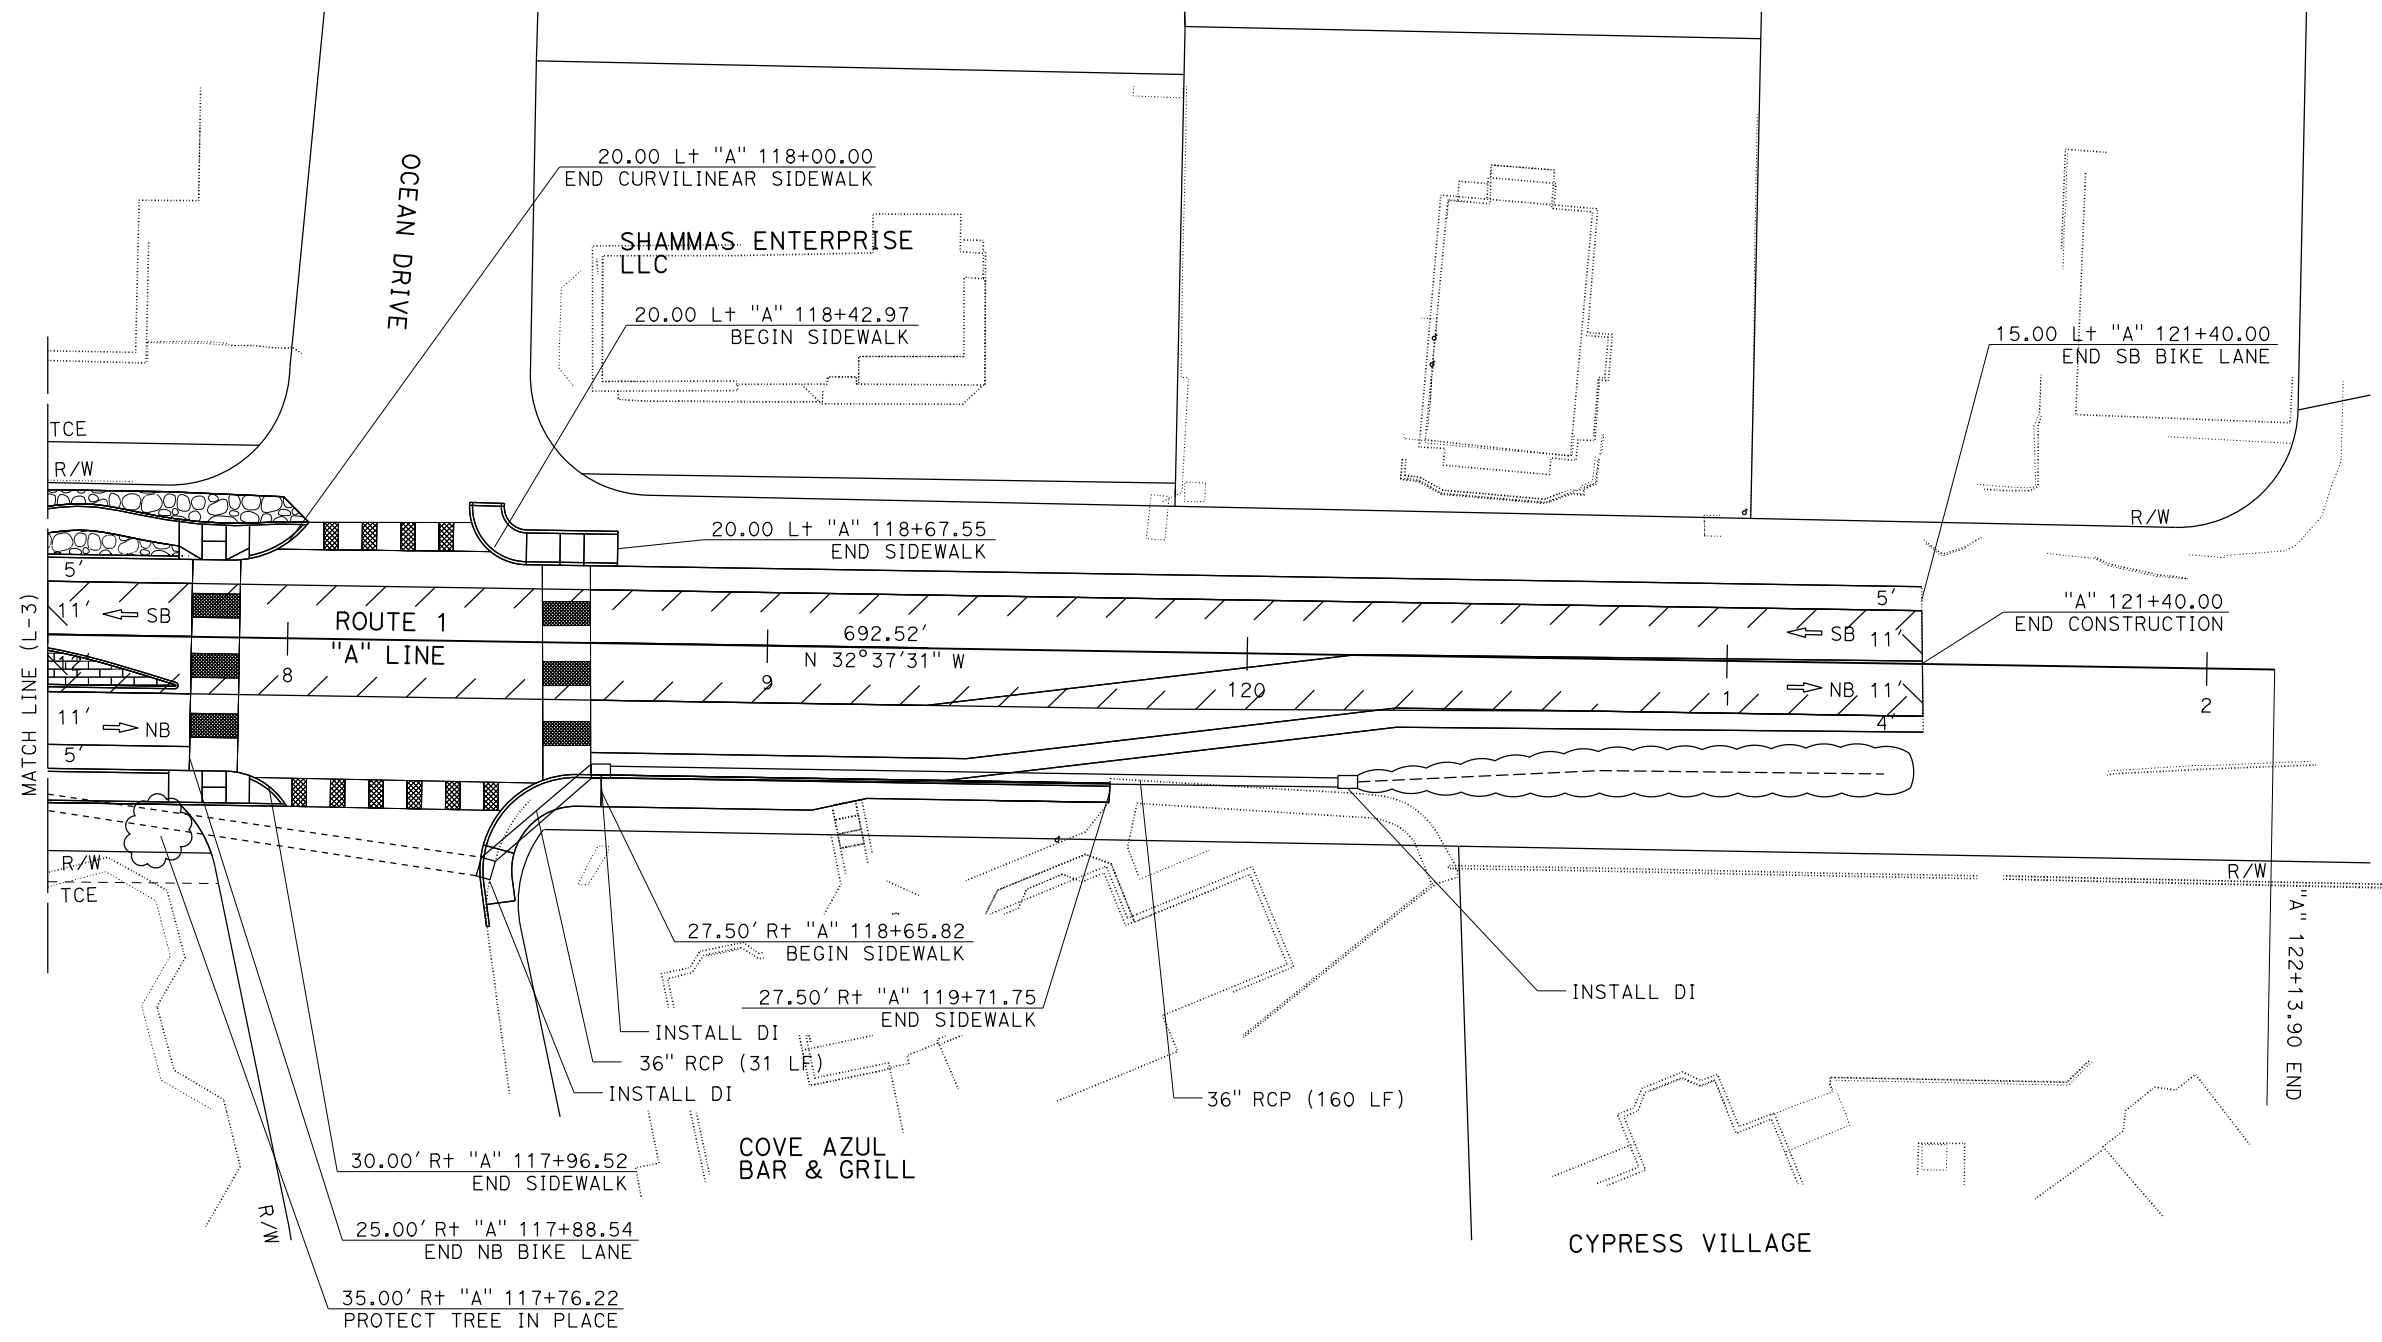 20.00 Lt "A" 118+00.00
END CURVILINEAR SIDEWALK
OCEAN DRIVE
SHAMMAS ENTERPRISE
LLC
20.00 Lt "A" 118+42.97
BEGIN SIDEWALK
15.00 Lt "A" 121+40.00
END SB BIKE LANE
TCE
R/W
20.00 Lt "A" 118+67.55
END SIDEWALK
R/W
5'
11'
SB
ROUTE 1
"A" LINE
692.52'
N 32°37'31" W
5'
SB
11'
"A" 121+40.00
END CONSTRUCTION
MATCH LINE (L-3)
12'
8
9
120
1
2
11'
NB
NB
11'
5'
4'
R/W
TCE
R/W
"A" 122+13.90 END
27.50' Rt "A" 118+65.82
BEGIN SIDEWALK
27.50' Rt "A" 119+71.75
END SIDEWALK
INSTALL DI
INSTALL DI
36" RCP (31 LF)
INSTALL DI
36" RCP (160 LF)
COVE AZUL
BAR & GRILL
30.00' Rt "A" 117+96.52
END SIDEWALK
R/W
25.00' Rt "A" 117+88.54
END NB BIKE LANE
CYPRESS VILLAGE
35.00' Rt "A" 117+76.22
PROTECT TREE IN PLACE